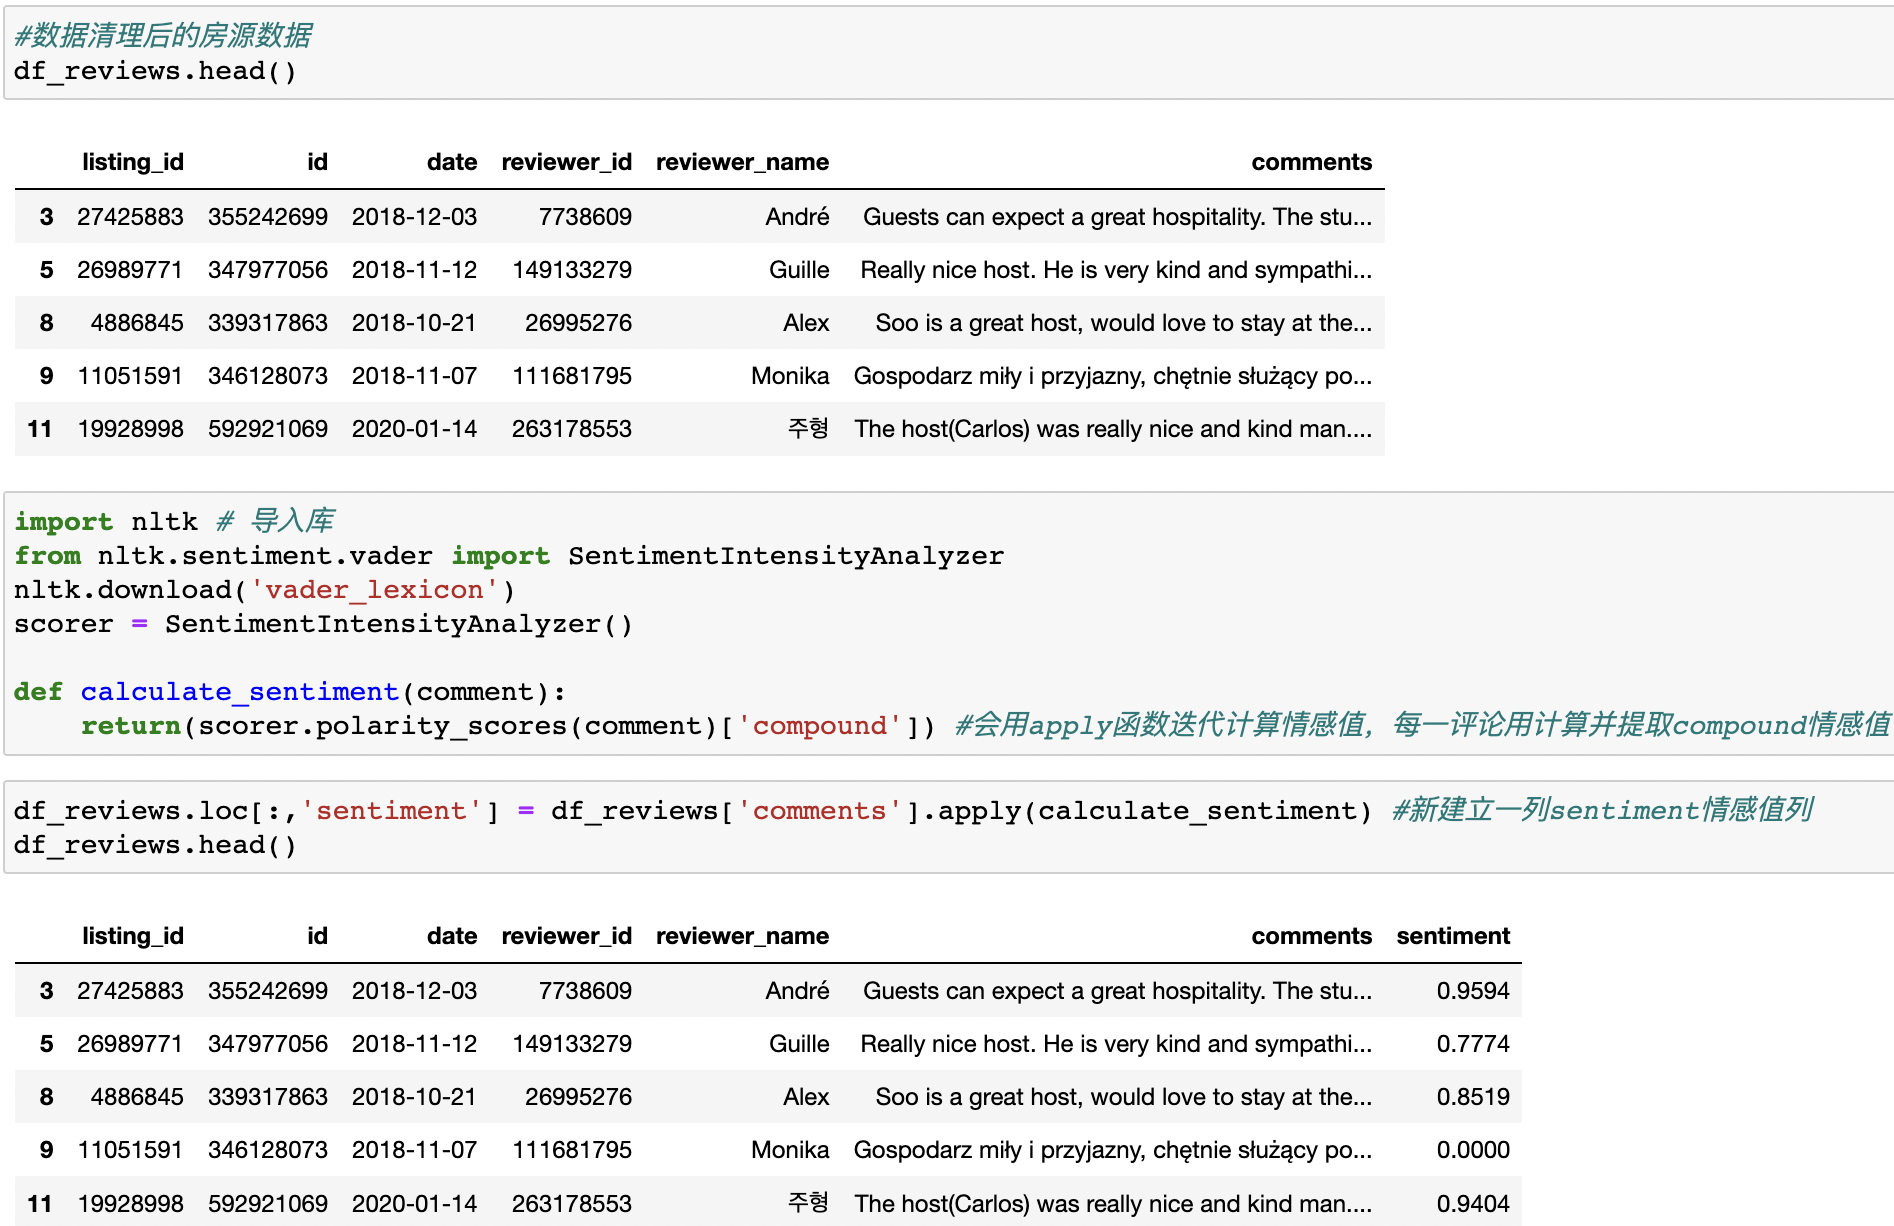 #数据清理后的房源数据
df_reviews.head()
listing_id id date reviewer_id reviewer_name comments
3 27425883 355242699 2018-12-03 7738609 André Guests can expect a great hospitality. The stu...
5 26989771 347977056 2018-11-12 149133279 Guille Really nice host. He is very kind and sympathi...
8 4886845 339317863 2018-10-21 26995276 Alex Soo is a great host, would love to stay at the...
9 11051591 346128073 2018-11-07 111681795 Monika Gospodarz miły i przyjazny, chętnie służący po...
11 19928998 592921069 2020-01-14 263178553 주형 The host(Carlos) was really nice and kind man....
import nltk # 导入库
from nltk.sentiment.vader import SentimentIntensityAnalyzer
nltk.download('vader_lexicon')
scorer = SentimentIntensityAnalyzer()
def calculate_sentiment(comment):
    return(scorer.polarity_scores(comment)['compound']) #会用apply函数迭代计算情感值，每一评论用计算并提取compound情感值
df_reviews.loc[:,'sentiment'] = df_reviews['comments'].apply(calculate_sentiment) #新建立一列sentiment情感值列
df_reviews.head()
listing_id id date reviewer_id reviewer_name comments sentiment
3 27425883 355242699 2018-12-03 7738609 André Guests can expect a great hospitality. The stu... 0.9594
5 26989771 347977056 2018-11-12 149133279 Guille Really nice host. He is very kind and sympathi... 0.7774
8 4886845 339317863 2018-10-21 26995276 Alex Soo is a great host, would love to stay at the... 0.8519
9 11051591 346128073 2018-11-07 111681795 Monika Gospodarz miły i przyjazny, chętnie służący po... 0.0000
11 19928998 592921069 2020-01-14 263178553 주형 The host(Carlos) was really nice and kind man.... 0.9404